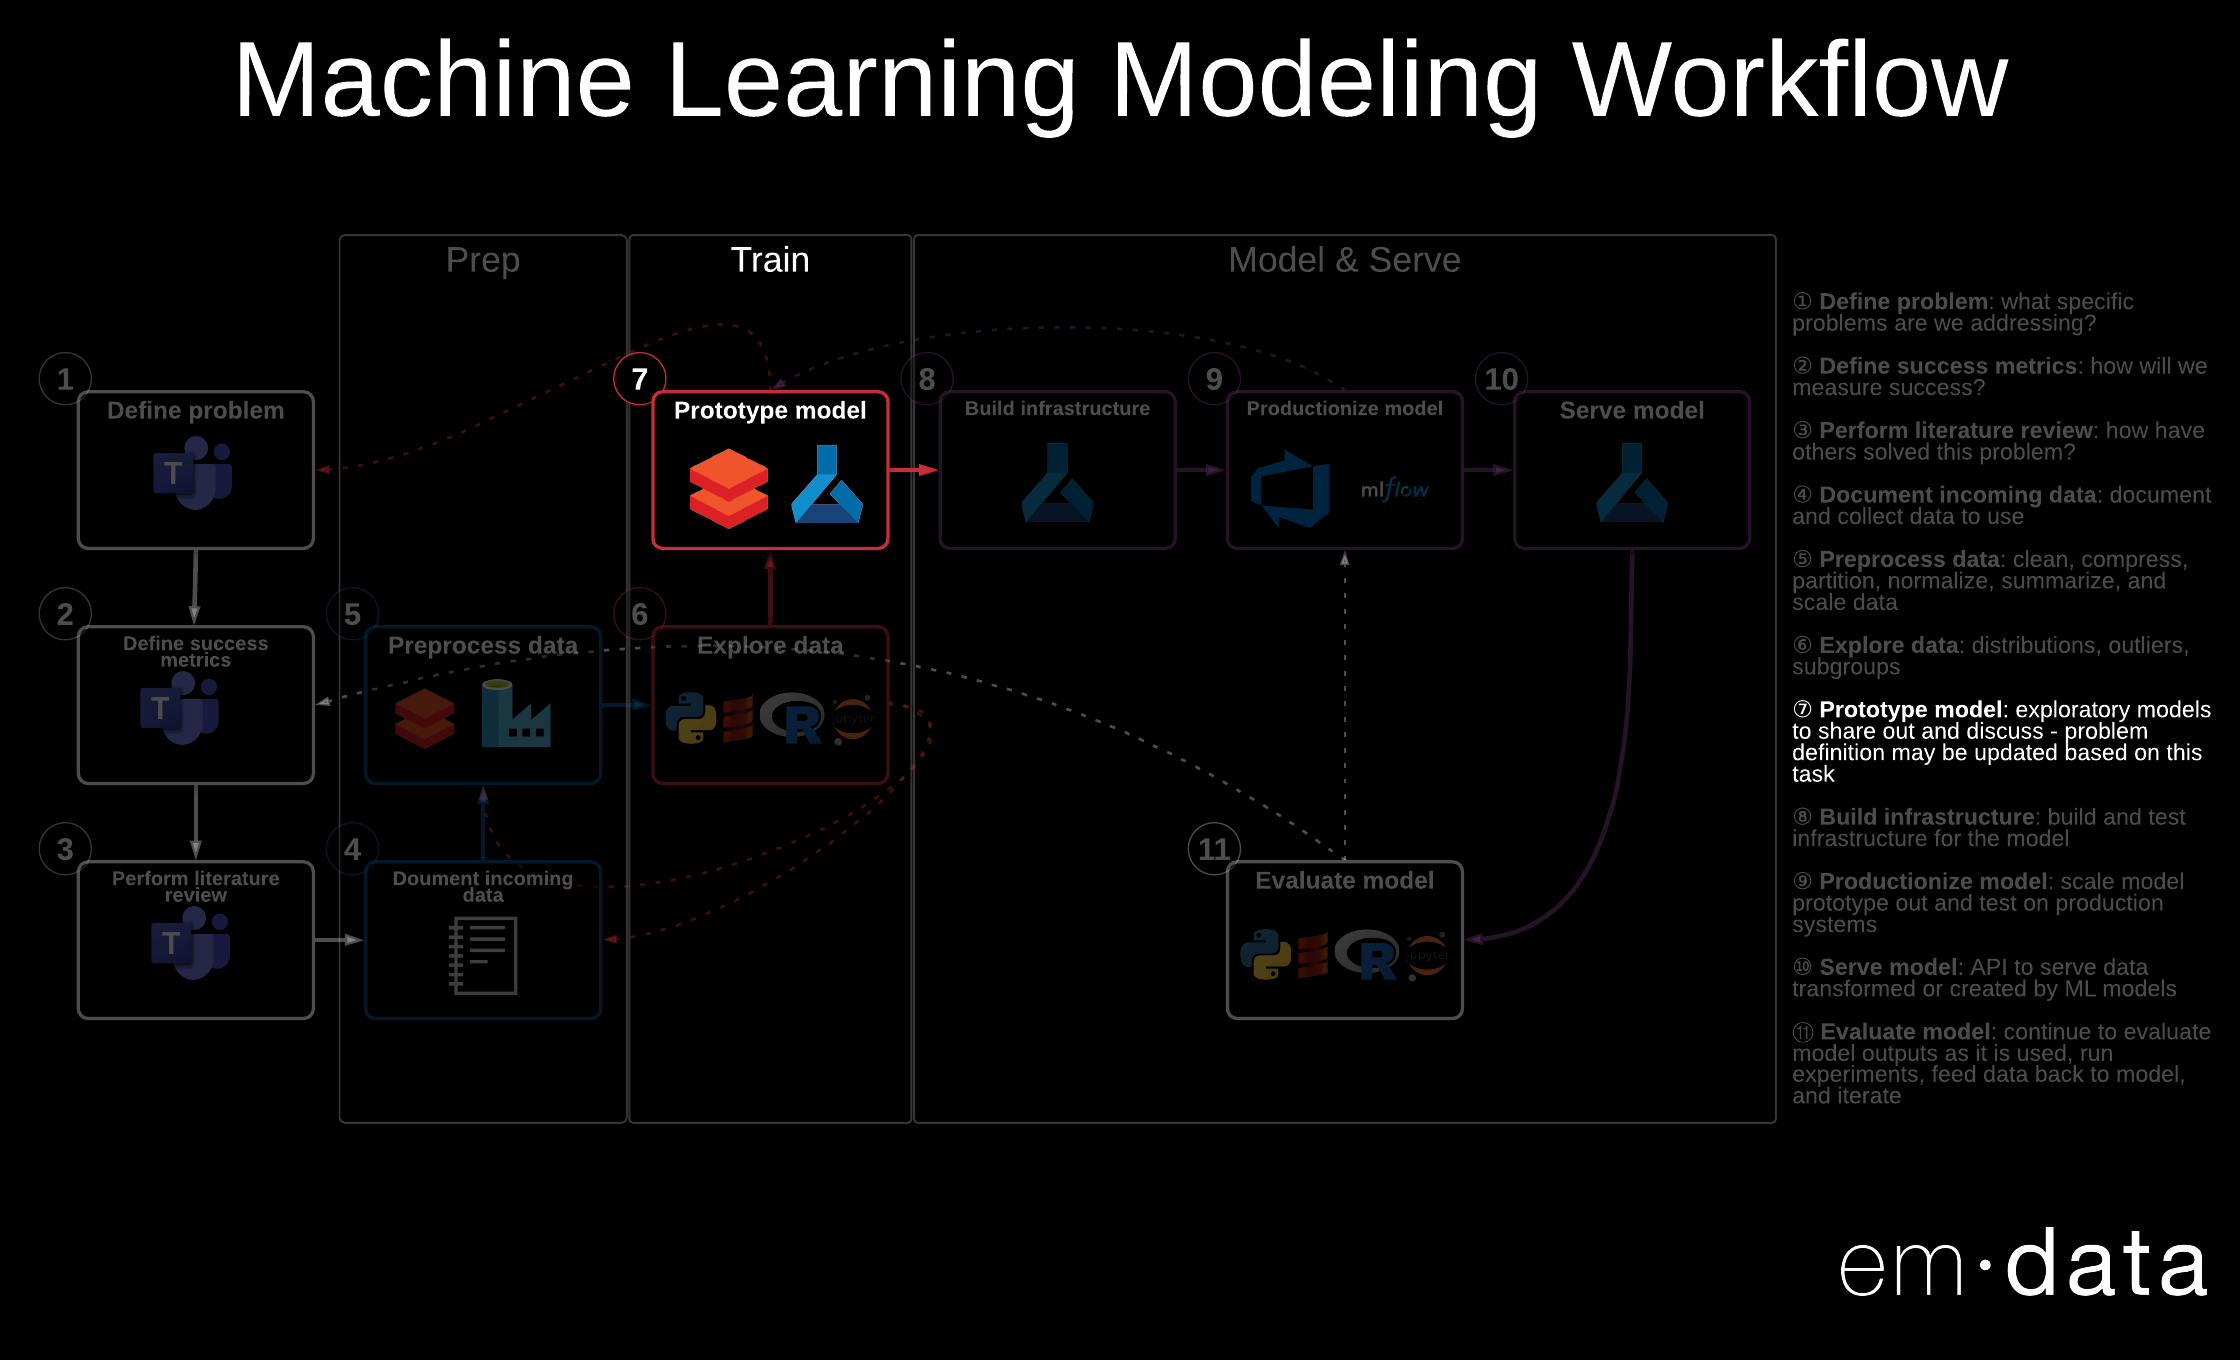 Machine Learning Modeling Workflow
Prep
Train
Model & Serve
1
Define problem
T
2
Define success
metrics
T
3
Perform literature
review
T
4
Doument incoming
data
5
Preprocess data
6
Explore data
R
jupyter
7
Prototype model
8
Build infrastructure
9
Productionize model
mlflow
10
Serve model
11
Evaluate model
R
jupyter
① Define problem: what specific
problems are we addressing?
② Define success metrics: how will we
measure success?
③ Perform literature review: how have
others solved this problem?
④ Document incoming data: document
and collect data to use
⑤ Preprocess data: clean, compress,
partition, normalize, summarize, and
scale data
⑥ Explore data: distributions, outliers,
subgroups
⑦ Prototype model: exploratory models
to share out and discuss - problem
definition may be updated based on this
task
⑧ Build infrastructure: build and test
infrastructure for the model
⑨ Productionize model: scale model
prototype out and test on production
systems
⑩ Serve model: API to serve data
transformed or created by ML models
⑪ Evaluate model: continue to evaluate
model outputs as it is used, run
experiments, feed data back to model,
and iterate
em·data